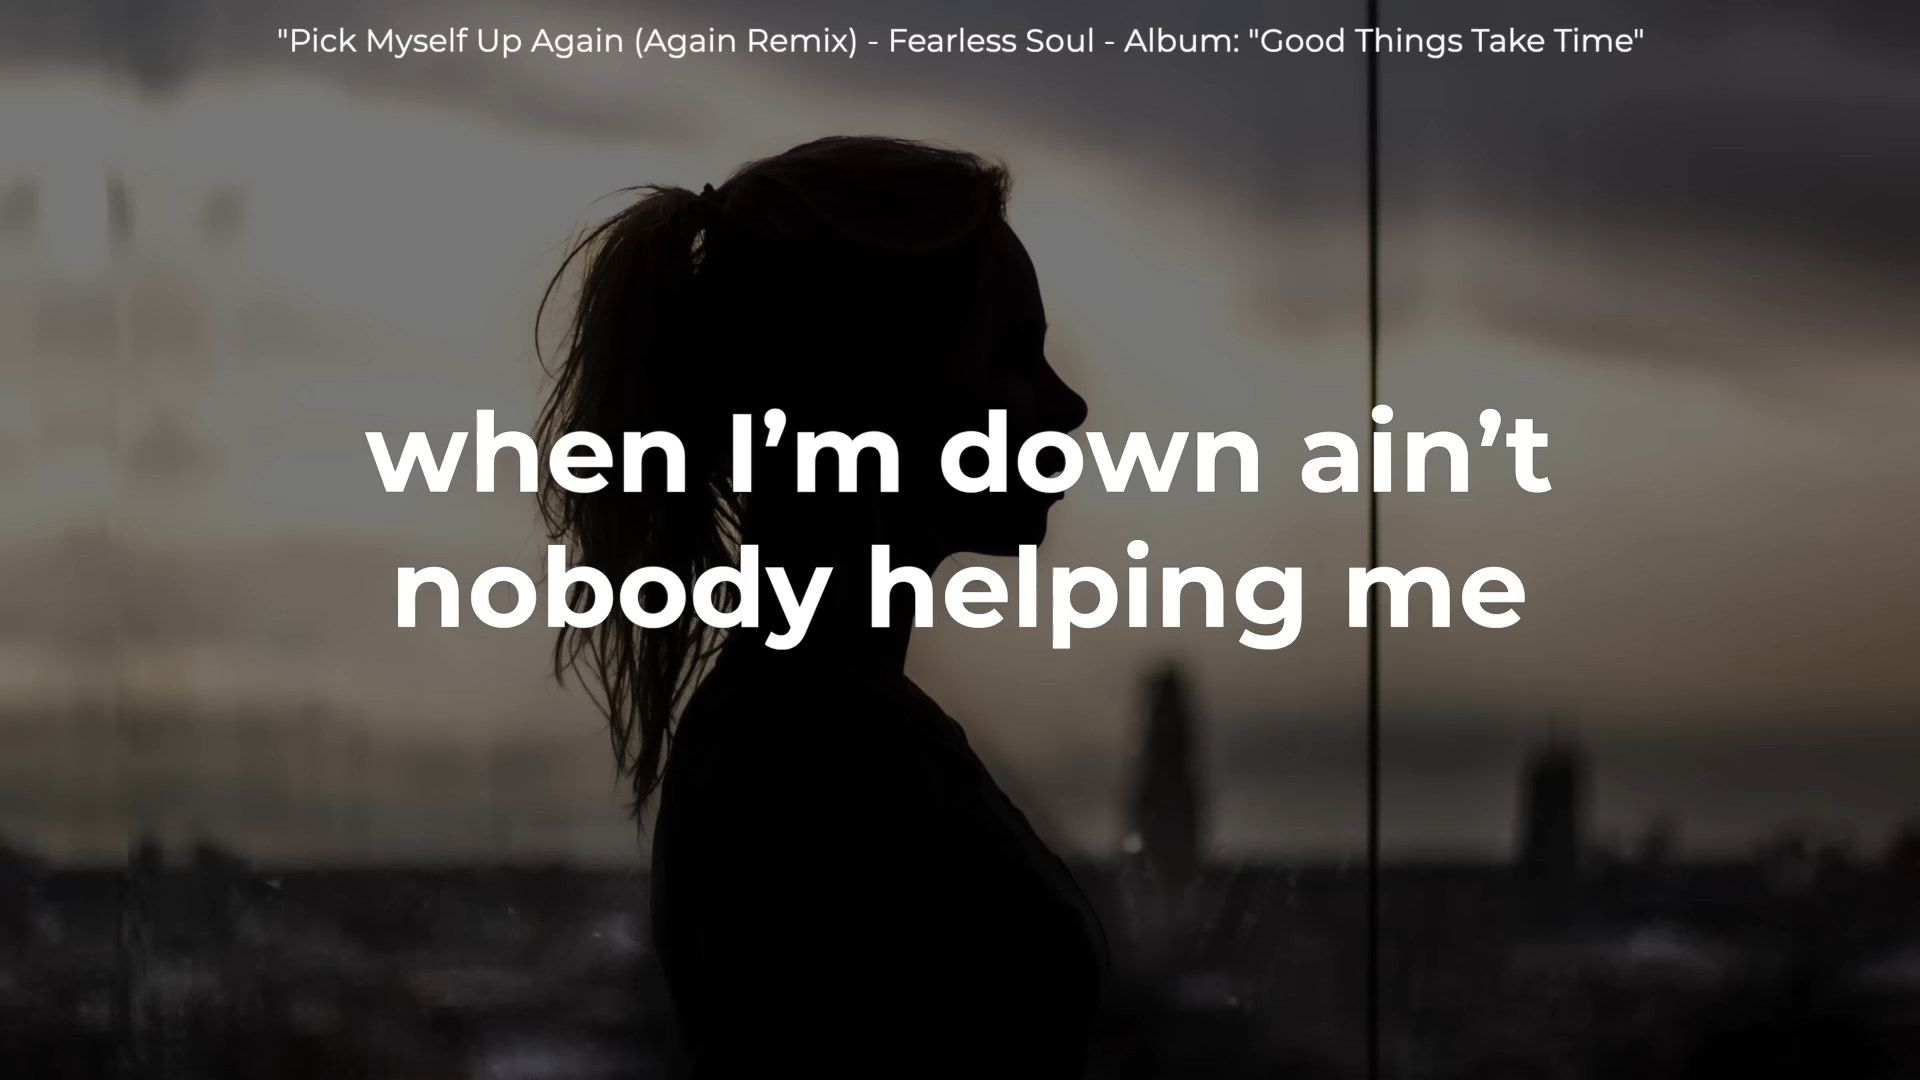 "Pick Myself Up Again (Again Remix) - Fearless Soul - Album: "Good Things Take Time"
when I’m down ain’t
nobody helping me